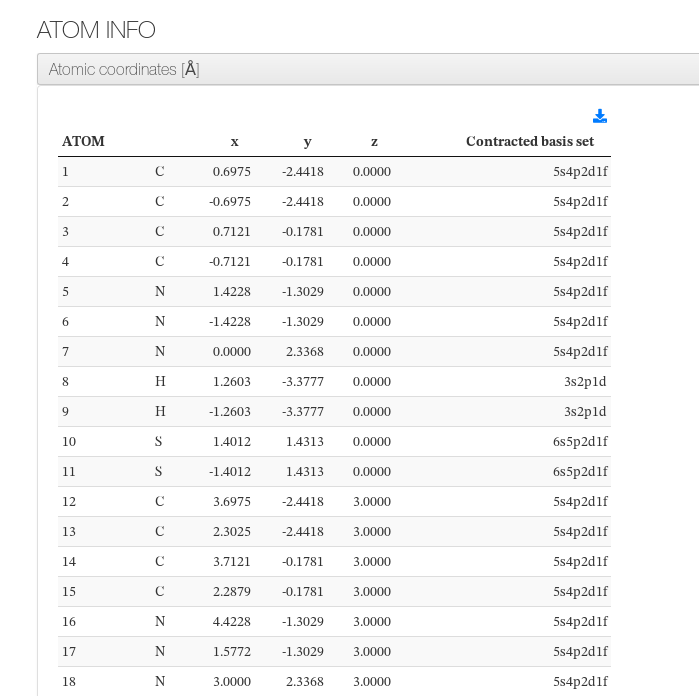 ATOM INFO
Atomic coordinates [Å]
ATOM x y z Contracted basis set
1 C 0.6975 -2.4418 0.0000 5s4p2d1f
2 C -0.6975 -2.4418 0.0000 5s4p2d1f
3 C 0.7121 -0.1781 0.0000 5s4p2d1f
4 C -0.7121 -0.1781 0.0000 5s4p2d1f
5 N 1.4228 -1.3029 0.0000 5s4p2d1f
6 N -1.4228 -1.3029 0.0000 5s4p2d1f
7 N 0.0000 2.3368 0.0000 5s4p2d1f
8 H 1.2603 -3.3777 0.0000 3s2p1d
9 H -1.2603 -3.3777 0.0000 3s2p1d
10 S 1.4012 1.4313 0.0000 6s5p2d1f
11 S -1.4012 1.4313 0.0000 6s5p2d1f
12 C 3.6975 -2.4418 3.0000 5s4p2d1f
13 C 2.3025 -2.4418 3.0000 5s4p2d1f
14 C 3.7121 -0.1781 3.0000 5s4p2d1f
15 C 2.2879 -0.1781 3.0000 5s4p2d1f
16 N 4.4228 -1.3029 3.0000 5s4p2d1f
17 N 1.5772 -1.3029 3.0000 5s4p2d1f
18 N 3.0000 2.3368 3.0000 5s4p2d1f